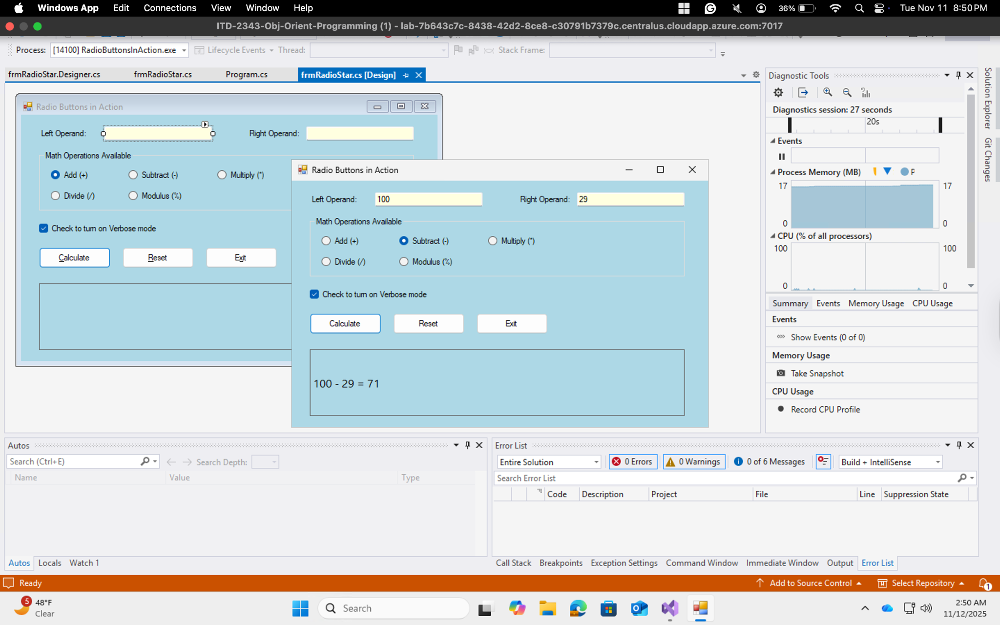 Windows App Edit Connections View Window Help 36% Tue Nov 11 8:50 PM
ITD-2343-Obj-Orient-Programming (1) - lab-7b643c7c-8438-42d2-8ce8-c30791b7379c.centralus.cloudapp.azure.com:7017
Process: [14100] RadioButtonsInAction.exe Lifecycle Events Thread: Stack Frame:
frmRadioStar.Designer.cs frmRadioStar.cs Program.cs frmRadioStar.cs [Design]
Radio Buttons in Action
Left Operand: Right Operand:
Math Operations Available
Add (+) Subtract (-) Multiply (*)
Divide (/) Modulus (%)
Check to turn on Verbose mode
Calculate Reset Exit
Radio Buttons in Action
Left Operand: 100 Right Operand: 29
Math Operations Available
Add (+) Subtract (-) Multiply (*)
Divide (/) Modulus (%)
Check to turn on Verbose mode
Calculate Reset Exit
100 - 29 = 71
Diagnostic Tools
Diagnostics session: 27 seconds
20s
Events
Process Memory (MB) P
17 17
0 0
CPU (% of all processors)
100 100
0 0
Summary Events Memory Usage CPU Usage
Events
Show Events (0 of 0)
Memory Usage
Take Snapshot
CPU Usage
Record CPU Profile
Solution Explorer
Git Changes
Autos
Search (Ctrl+E) Search Depth:
Name Value Type
Autos Locals Watch 1
Error List
Entire Solution 0 Errors 0 Warnings 0 of 6 Messages Build + IntelliSense
Search Error List
Code Description Project File Line Suppression State
Call Stack Breakpoints Exception Settings Command Window Immediate Window Output Error List
Ready Add to Source Control Select Repository 1
5 48°F
Clear
Search
2:50 AM
11/12/2025